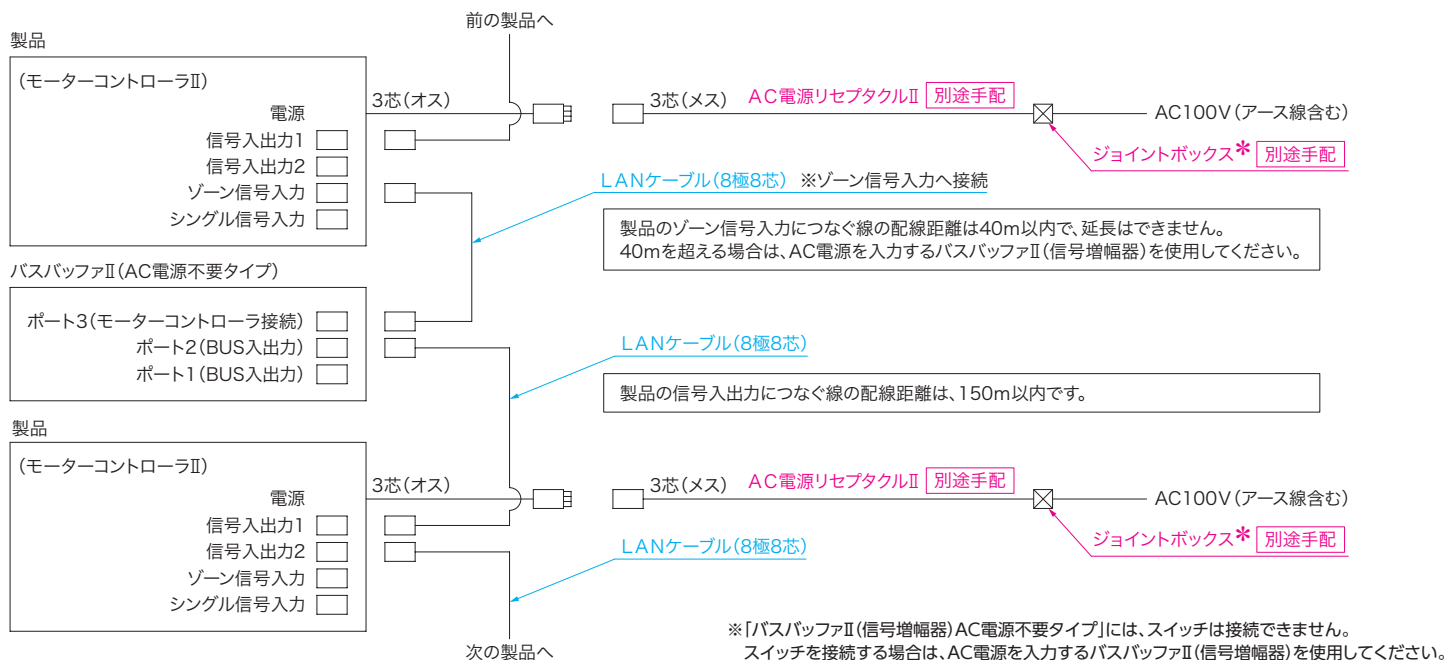 前の製品へ
製品
(モーターコントローラⅡ)
電源
信号入出力1
信号入出力2
ゾーン信号入力
シングル信号入力
3芯(オス)
3芯(メス)
AC電源リセプタクルⅡ 別途手配
AC100V(アース線含む)
ジョイントボックス* 別途手配
LANケーブル(8極8芯) ※ゾーン信号入力へ接続
製品のゾーン信号入力につなぐ線の配線距離は40m以内で、延長はできません。
40mを超える場合は、AC電源を入力するバスバッファⅡ(信号増幅器)を使用してください。
バスバッファⅡ(AC電源不要タイプ)
ポート3(モーターコントローラ接続)
ポート2(BUS入出力)
ポート1(BUS入出力)
LANケーブル(8極8芯)
製品の信号入出力につなぐ線の配線距離は、150m以内です。
製品
(モーターコントローラⅡ)
電源
信号入出力1
信号入出力2
ゾーン信号入力
シングル信号入力
3芯(オス)
3芯(メス)
AC電源リセプタクルⅡ 別途手配
AC100V(アース線含む)
ジョイントボックス* 別途手配
LANケーブル(8極8芯)
次の製品へ
※「バスバッファⅡ(信号増幅器)AC電源不要タイプ」には、スイッチは接続できません。
スイッチを接続する場合は、AC電源を入力するバスバッファⅡ(信号増幅器)を使用してください。